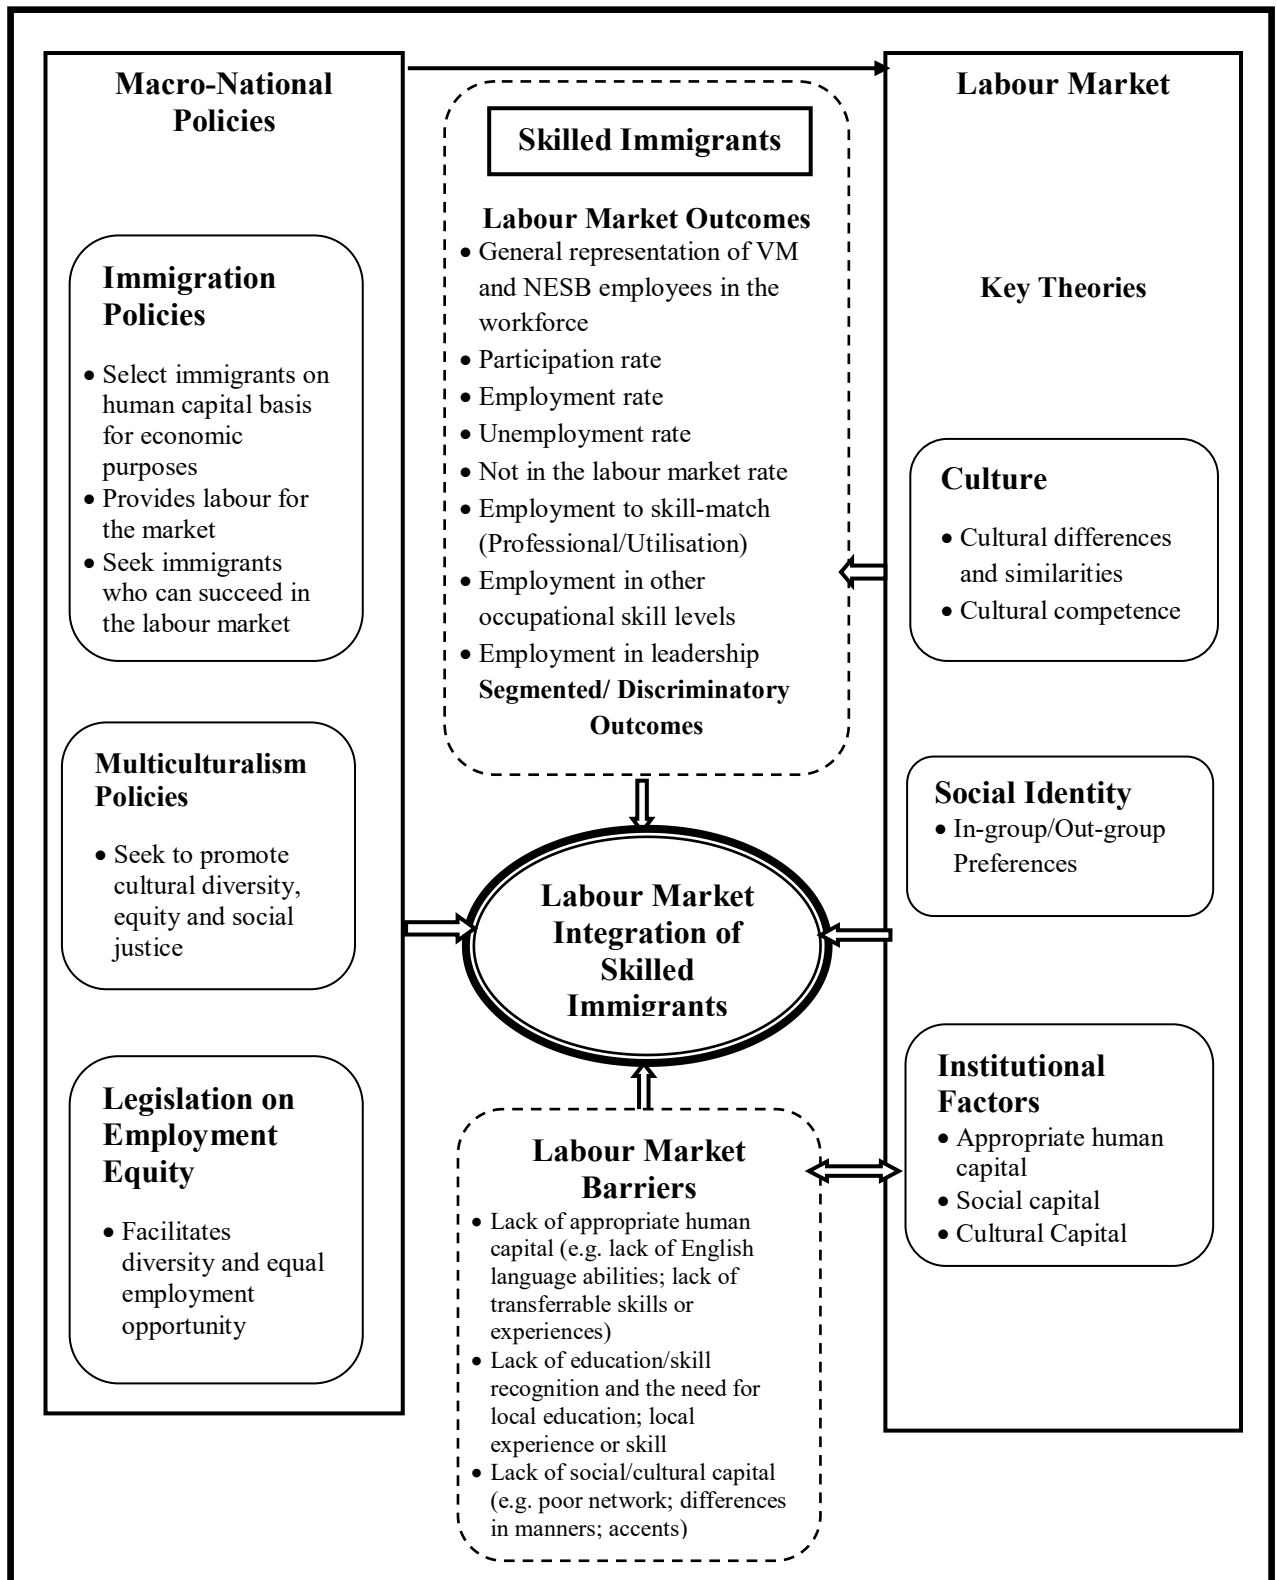 Macro-National
Policies
Immigration
Policies
• Select immigrants on
human capital basis
for economic
purposes
• Provides labour for
the market
• Seek immigrants
who can succeed in
the labour market
Multiculturalism
Policies
• Seek to promote
cultural diversity,
equity and social
justice
Legislation on
Employment
Equity
• Facilitates
diversity and equal
employment
opportunity
Skilled Immigrants
Labour Market Outcomes
• General representation of VM
and NESB employees in the
workforce
• Participation rate
• Employment rate
• Unemployment rate
• Not in the labour market rate
• Employment to skill-match
(Professional/Utilisation)
• Employment in other
occupational skill levels
• Employment in leadership
Segmented/ Discriminatory
Outcomes
Labour Market
Integration of
Skilled
Immigrants
Labour Market
Barriers
• Lack of appropriate human
capital (e.g. lack of English
language abilities; lack of
transferrable skills or
experiences)
• Lack of education/skill
recognition and the need for
local education; local
experience or skill
• Lack of social/cultural capital
(e.g. poor network; differences
in manners; accents)
Labour Market
Key Theories
Culture
• Cultural differences
and similarities
• Cultural competence
Social Identity
• In-group/Out-group
Preferences
Institutional
Factors
• Appropriate human
capital
• Social capital
• Cultural Capital